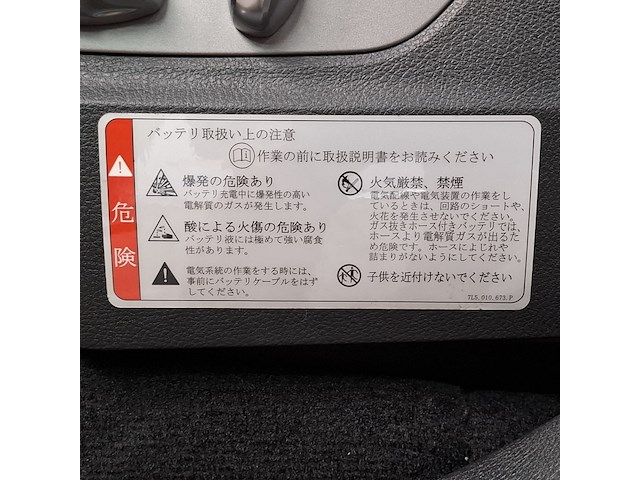 危険
バッテリ取扱い上の注意
作業の前に取扱説明書をお読みください
爆発の危険あり
バッテリ充電中に爆発性の高い
電解質のガスが発生します。
酸による火傷の危険あり
バッテリ液には極めて強い腐食
性があります。
電気系統の作業をする時には、
事前にバッテリケーブルをはず
してください。
火気厳禁、禁煙
電気配線や電気装置の作業をし
ているときは、回路のショートや、
火花を発生させないでください。
ガス抜きホース付きバッテリでは、
ホースより電解質ガスが出るた
め危険です。ホースによじれや
詰まりがないようにしてください。
子供を近付けないでください
7L5.010.673.P